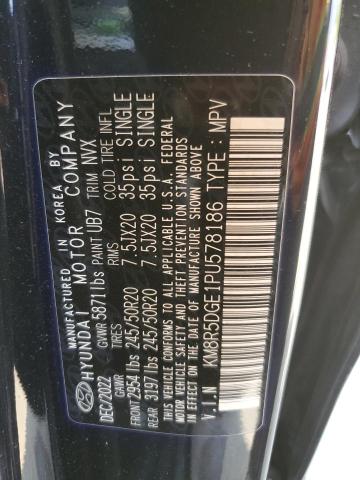 MANUFACTURED IN KOREA BY
HYUNDAI MOTOR COMPANY
DEC/2022 GVWR 5871 lbs PAINT UB7 TRIM NVX
GAWR TIRES RIMS COLD TIRE INFL
FRONT 2954 lbs 245/50R20 7.5JX20 35psi SINGLE
REAR 3197 lbs 245/50R20 7.5JX20 35psi SINGLE
THIS VEHICLE CONFORMS TO ALL APPLICABLE U.S.A. FEDERAL
MOTOR VEHICLE SAFETY, BUMPER, AND THEFT PREVENTION STANDARDS
IN EFFECT ON THE DATE OF MANUFACTURE SHOWN ABOVE.
V.I.N : KM8R5DGE1PU578186 TYPE : MPV